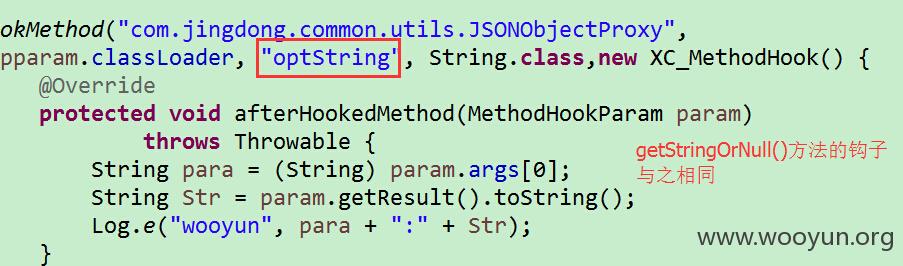 okMethod("com.jingdong.common.utils.JSONObjectProxy",
pparam.classLoader, "optString", String.class,new XC_MethodHook() {
@Override
protected void afterHookedMethod(MethodHookParam param)
throws Throwable {
String para = (String) param.args[0];
String Str = param.getResult().toString();
Log.e("wooyun", para + ":" + Str);
}
getStringOrNull()方法的钩子
与之相同
www.wooyun.org